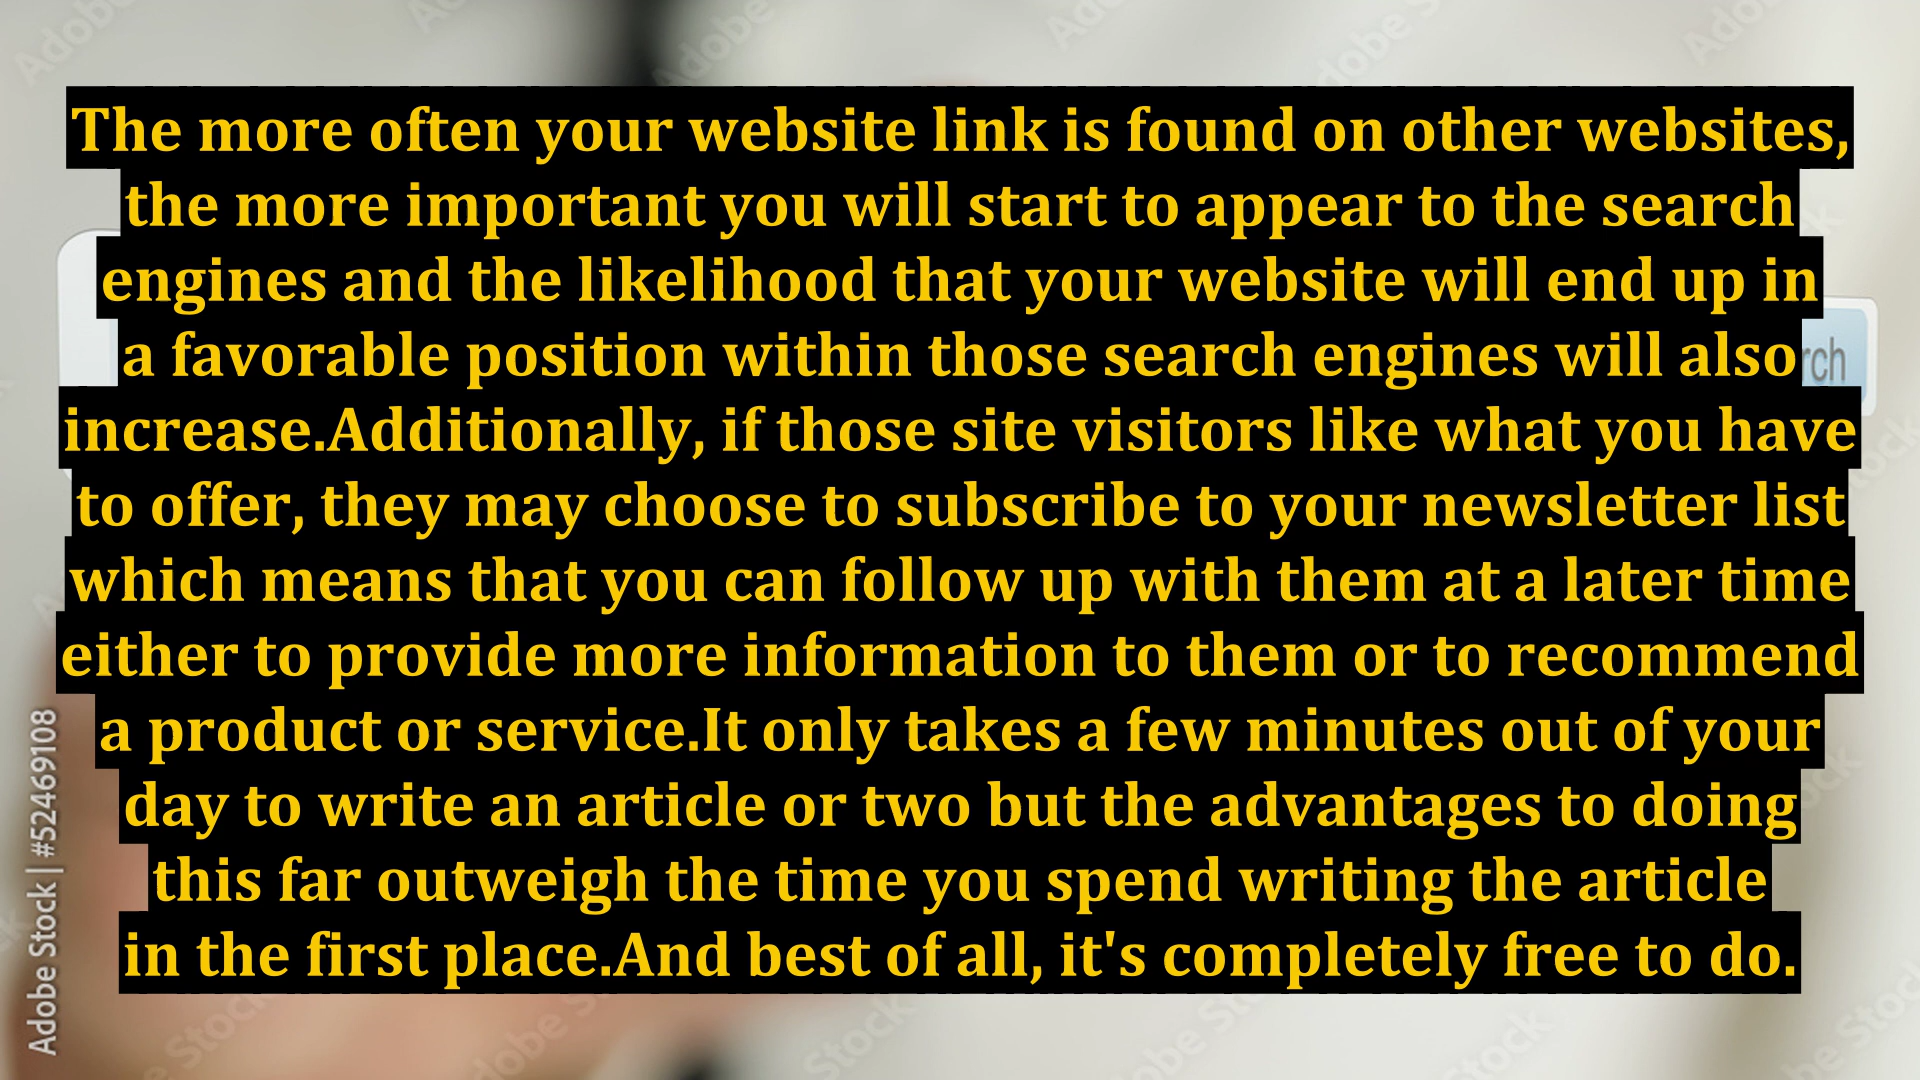 The more often your website link is found on other websites,
the more important you will start to appear to the search
engines and the likelihood that your website will end up in
a favorable position within those search engines will also
increase.Additionally, if those site visitors like what you have
to offer, they may choose to subscribe to your newsletter list
which means that you can follow up with them at a later time
either to provide more information to them or to recommend
a product or service.It only takes a few minutes out of your
day to write an article or two but the advantages to doing
this far outweigh the time you spend writing the article
in the first place.And best of all, it's completely free to do.
rch
Adobe Stock | #52469108